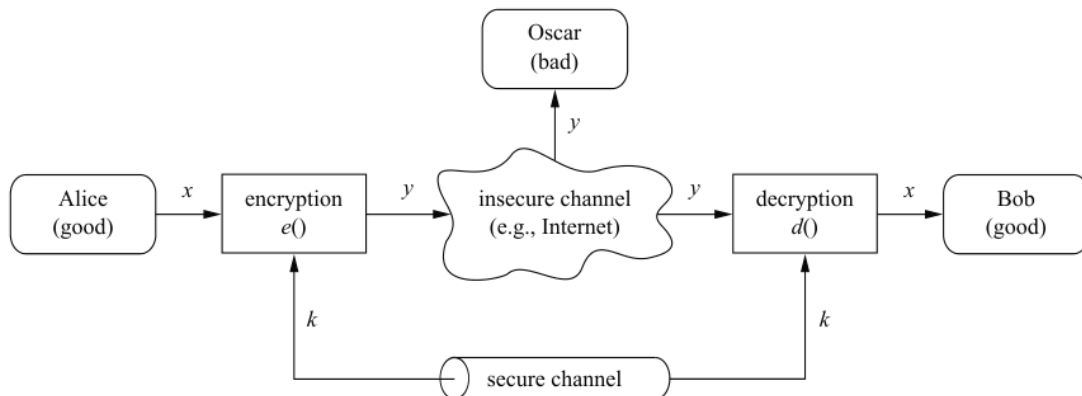 Oscar
(bad)
y
Alice
(good)
x
encryption
e()
y
insecure channel
(e.g., Internet)
y
decryption
d()
x
Bob
(good)
k
k
secure channel